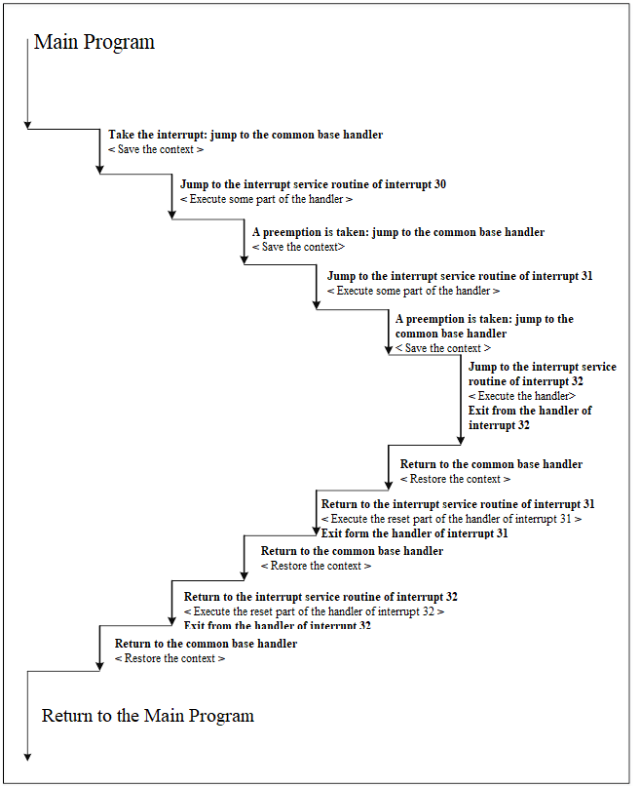 Main Program
Take the interrupt: jump to the common base handler
< Save the context >
Jump to the interrupt service routine of interrupt 30
< Execute some part of the handler >
A preemption is taken: jump to the common base handler
< Save the context>
Jump to the interrupt service routine of interrupt 31
< Execute some part of the handler >
A preemption is taken: jump to the
common base handler
< Save the context >
Jump to the interrupt service
routine of interrupt 32
< Execute the handler>
Exit from the handler of
interrupt 32
Return to the common base handler
< Restore the context >
Return to the interrupt service routine of interrupt 31
< Execute the reset part of the handler of interrupt 31 >
Exit form the handler of interrupt 31
Return to the common base handler
< Restore the context >
Return to the interrupt service routine of interrupt 32
< Execute the reset part of the handler of interrupt 32 >
Exit from the handler of interrupt 32
Return to the common base handler
< Restore the context >
Return to the Main Program